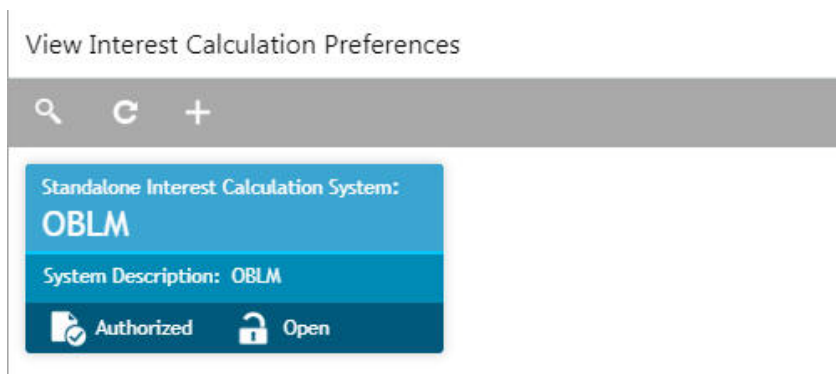 View Interest Calculation Preferences
Standalone Interest Calculation System:
OBLM
System Description: OBLM
Authorized Open